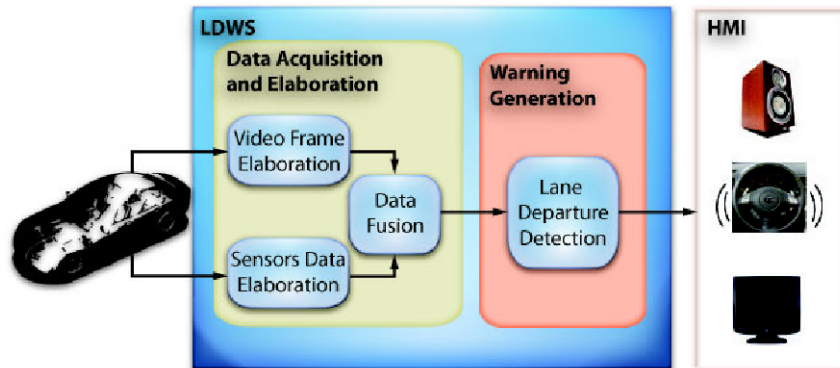 LDWS
Data Acquisition
and Elaboration
Video Frame
Elaboration
Sensors Data
Elaboration
Data
Fusion
Warning
Generation
Lane
Departure
Detection
HMI